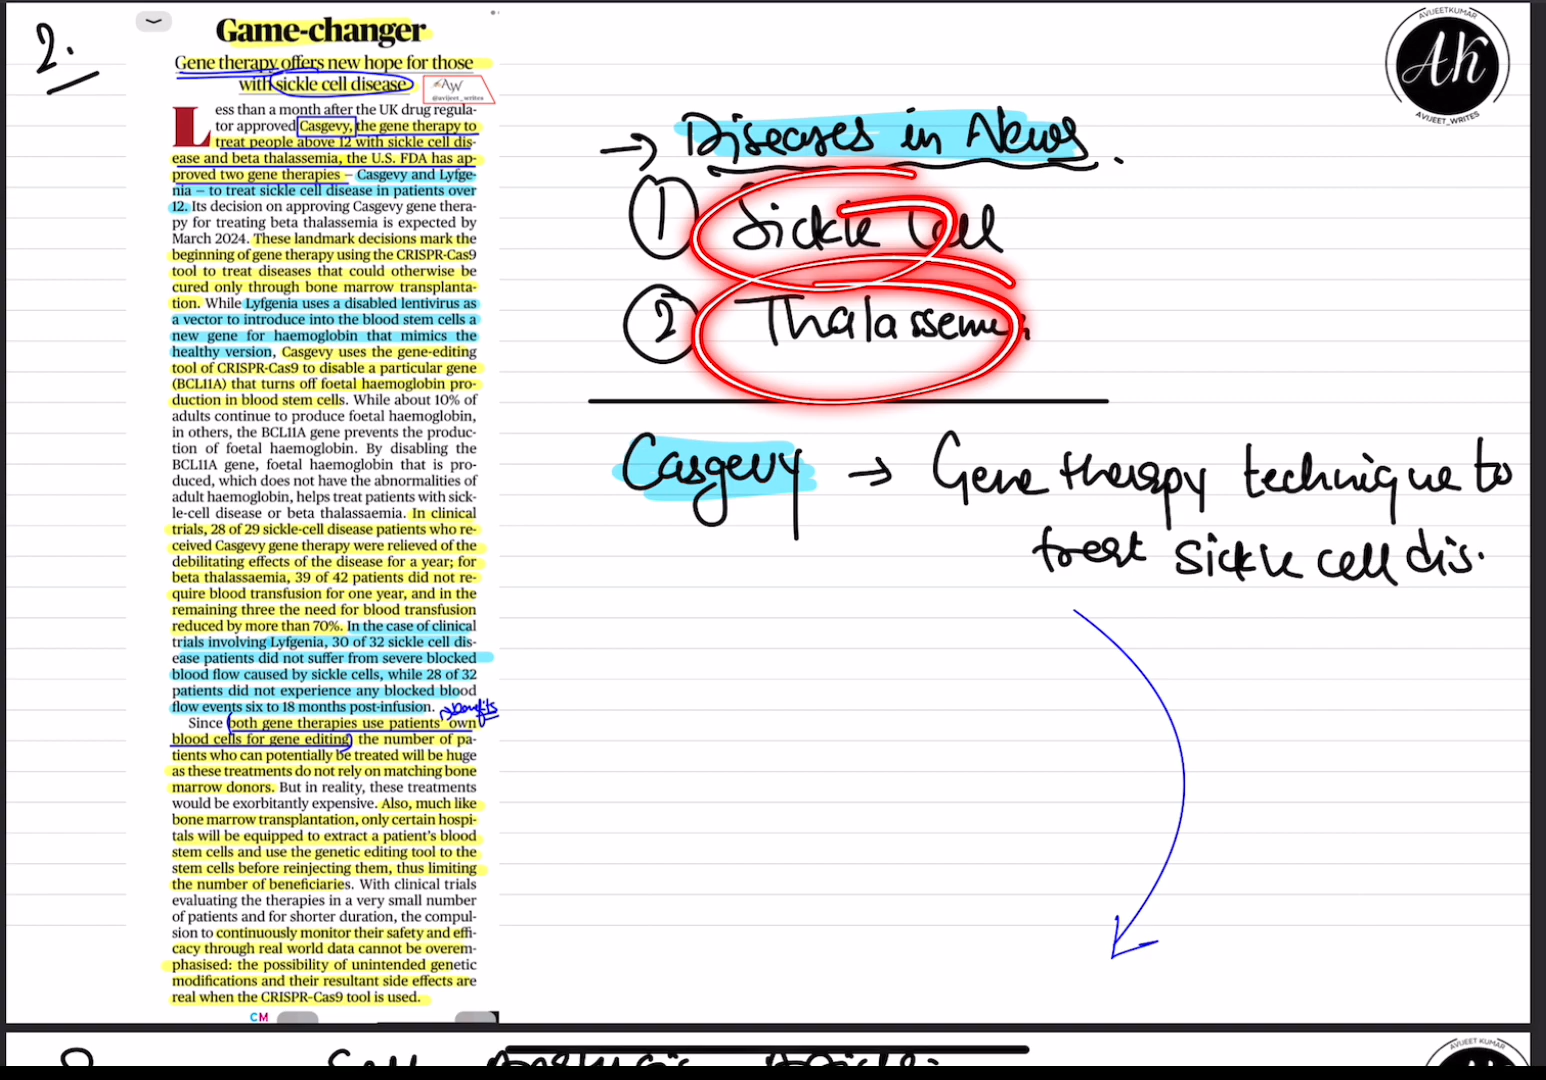 2.
Game-changer
Gene therapy offers new hope for those
with sickle cell disease
AW
@avijeet_writes
Less than a month after the UK drug regula-
tor approved Casgevy, the gene therapy to
treat people above 12 with sickle cell dis-
ease and beta thalassemia, the U.S. FDA has ap-
proved two gene therapies – Casgevy and Lyfge-
nia – to treat sickle cell disease in patients over
12. Its decision on approving Casgevy gene thera-
py for treating beta thalassemia is expected by
March 2024. These landmark decisions mark the
beginning of gene therapy using the CRISPR-Cas9
tool to treat diseases that could otherwise be
cured only through bone marrow transplanta-
tion. While Lyfgenia uses a disabled lentivirus as
a vector to introduce into the blood stem cells a
new gene for haemoglobin that mimics the
healthy version, Casgevy uses the gene-editing
tool of CRISPR-Cas9 to disable a particular gene
(BCL11A) that turns off foetal haemoglobin pro-
duction in blood stem cells. While about 10% of
adults continue to produce foetal haemoglobin,
in others, the BCL11A gene prevents the produc-
tion of foetal haemoglobin. By disabling the
BCL11A gene, foetal haemoglobin that is pro-
duced, which does not have the abnormalities of
adult haemoglobin, helps treat patients with sick-
le-cell disease or beta thalassaemia. In clinical
trials, 28 of 29 sickle-cell disease patients who re-
ceived Casgevy gene therapy were relieved of the
debilitating effects of the disease for a year; for
beta thalassaemia, 39 of 42 patients did not re-
quire blood transfusion for one year, and in the
remaining three the need for blood transfusion
reduced by more than 70%. In the case of clinical
trials involving Lyfgenia, 30 of 32 sickle cell dis-
ease patients did not suffer from severe blocked
blood flow caused by sickle cells, while 28 of 32
patients did not experience any blocked blood
flow events six to 18 months post-infusion.
benefits
Since both gene therapies use patients’ own
blood cells for gene editing, the number of pa-
tients who can potentially be treated will be huge
as these treatments do not rely on matching bone
marrow donors. But in reality, these treatments
would be exorbitantly expensive. Also, much like
bone marrow transplantation, only certain hospi-
tals will be equipped to extract a patient’s blood
stem cells and use the genetic editing tool to the
stem cells before reinjecting them, thus limiting
the number of beneficiaries. With clinical trials
evaluating the therapies in a very small number
of patients and for shorter duration, the compul-
sion to continuously monitor their safety and effi-
cacy through real world data cannot be overem-
phasised: the possibility of unintended genetic
modifications and their resultant side effects are
real when the CRISPR-Cas9 tool is used.
CM
→ Diseases in News.
① Sickle Cell
② Thalassemi
Casgevy → Gene therapy technique to
treat Sickle cell dis.
AVIJEETKUMAR
AK
AVIJEET_WRITES
AVIJEET KUMAR